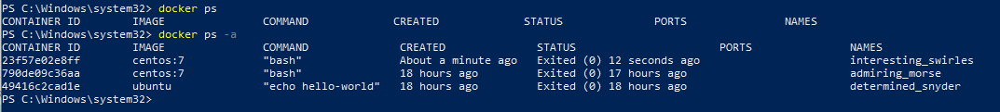 PS C:\Windows\system32> docker ps
CONTAINER ID IMAGE COMMAND CREATED STATUS PORTS NAMES
PS C:\Windows\system32> docker ps -a
CONTAINER ID IMAGE COMMAND CREATED STATUS PORTS NAMES
23f57e02e8ff centos:7 "bash" About a minute ago Exited (0) 12 seconds ago interesting_swirles
790de09c36aa centos:7 "bash" 18 hours ago Exited (0) 17 hours ago admiring_morse
49416c2cad1e ubuntu "echo hello-world" 18 hours ago Exited (0) 18 hours ago determined_snyder
PS C:\Windows\system32>